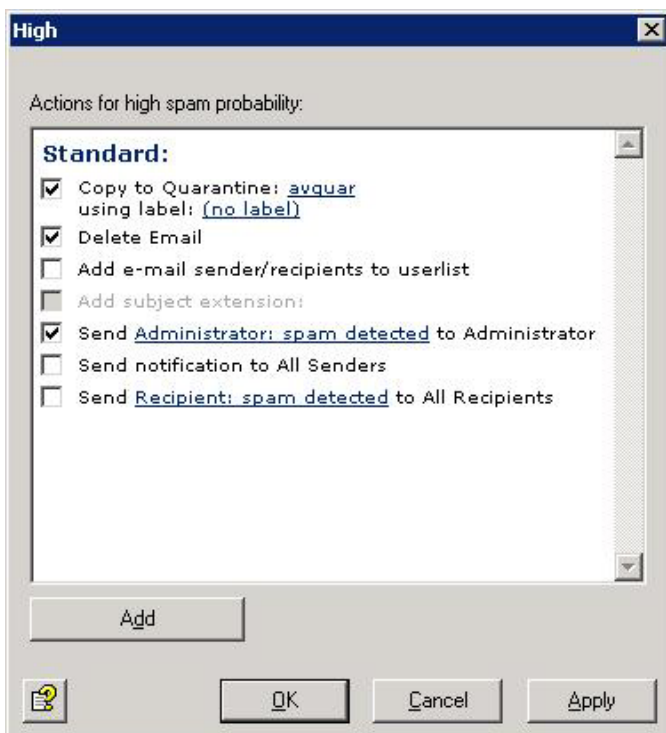 High
Actions for high spam probability:
Standard:
Copy to Quarantine: avquar
using label: (no label)
Delete Email
Add e-mail sender/recipients to userlist
Add subject extension:
Send Administrator: spam detected to Administrator
Send notification to All Senders
Send Recipient: spam detected to All Recipients
Add
OK Cancel Apply